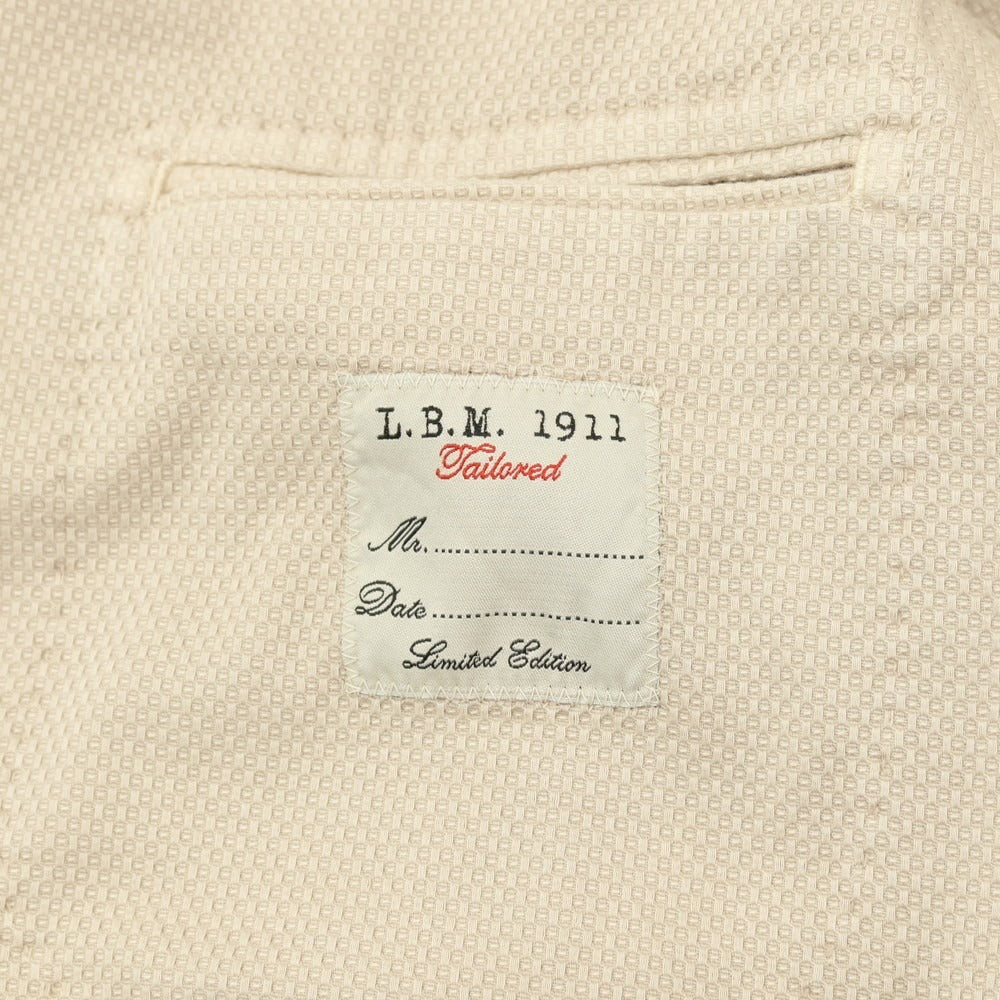 L.B.M. 1911
Tailored
Mr. ..............................
Date ..............................
Limited Edition